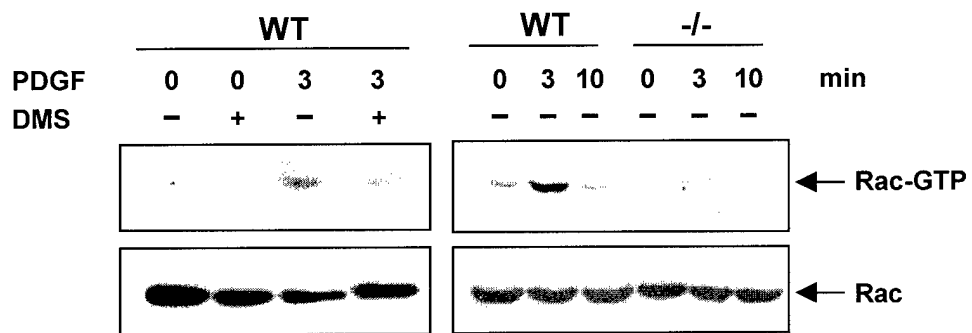 WT WT -/-
PDGF 0 0 3 3 0 3 10 0 3 10 min
DMS – + – + – – – – – –
Rac-GTP
Rac